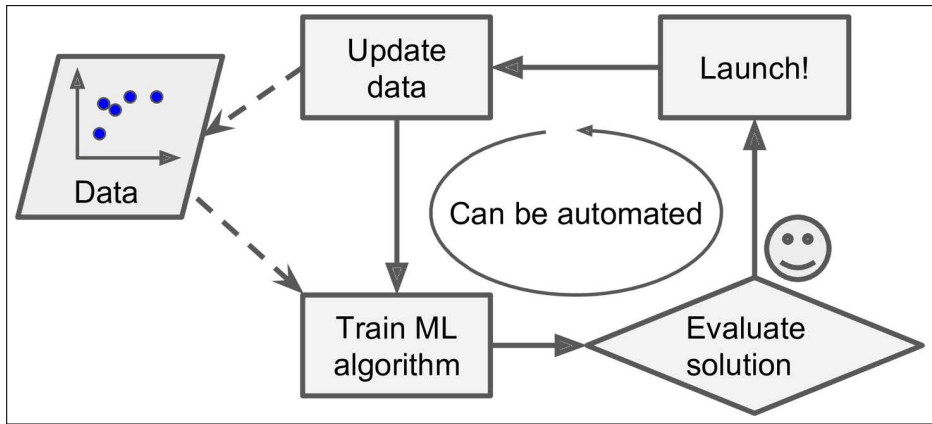 Update
data
Launch!
Data
Can be automated
Train ML
algorithm
Evaluate
solution